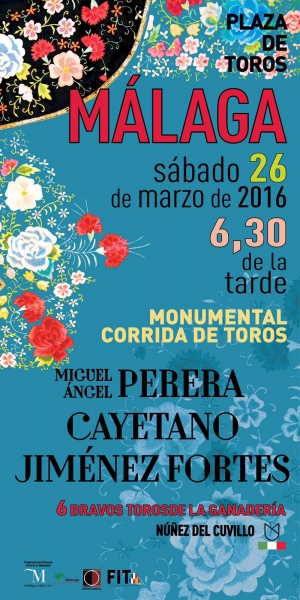 PLAZA
DE
TOROS
MÁLAGA
sábado 26
de marzo de 2016
6,30
de la
tarde
MONUMENTAL
CORRIDA DE TOROS
MIGUEL
ÁNGEL PERERA
CAYETANO
JIMÉNEZ FORTES
6 BRAVOS TOROSDE LA GANADERÍA
NÚÑEZ DEL CUVILLO
M
FIT